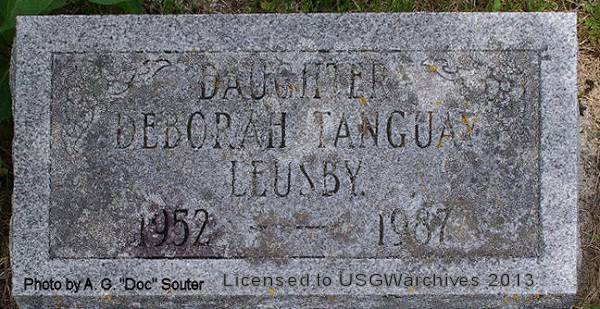 DAUGHTER
DEBORAH TANGUAY
LEUSBY.
1952 - - 1987
Photo by A. G. "Doc" Souter
Licensed to USGWarchives 2013.